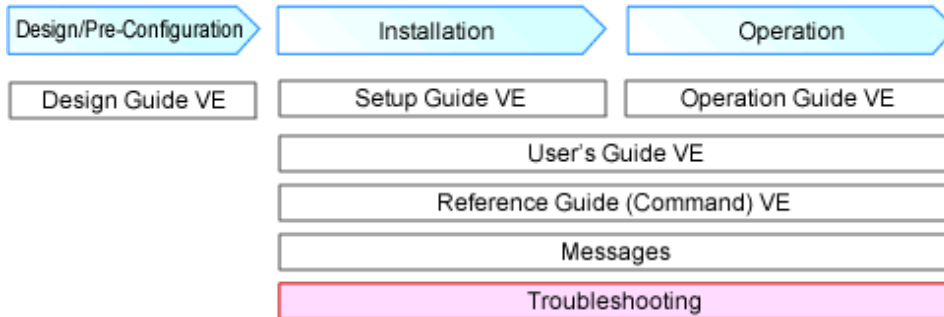 Design/Pre-Configuration
Installation
Operation
Design Guide VE
Setup Guide VE
Operation Guide VE
User's Guide VE
Reference Guide (Command) VE
Messages
Troubleshooting